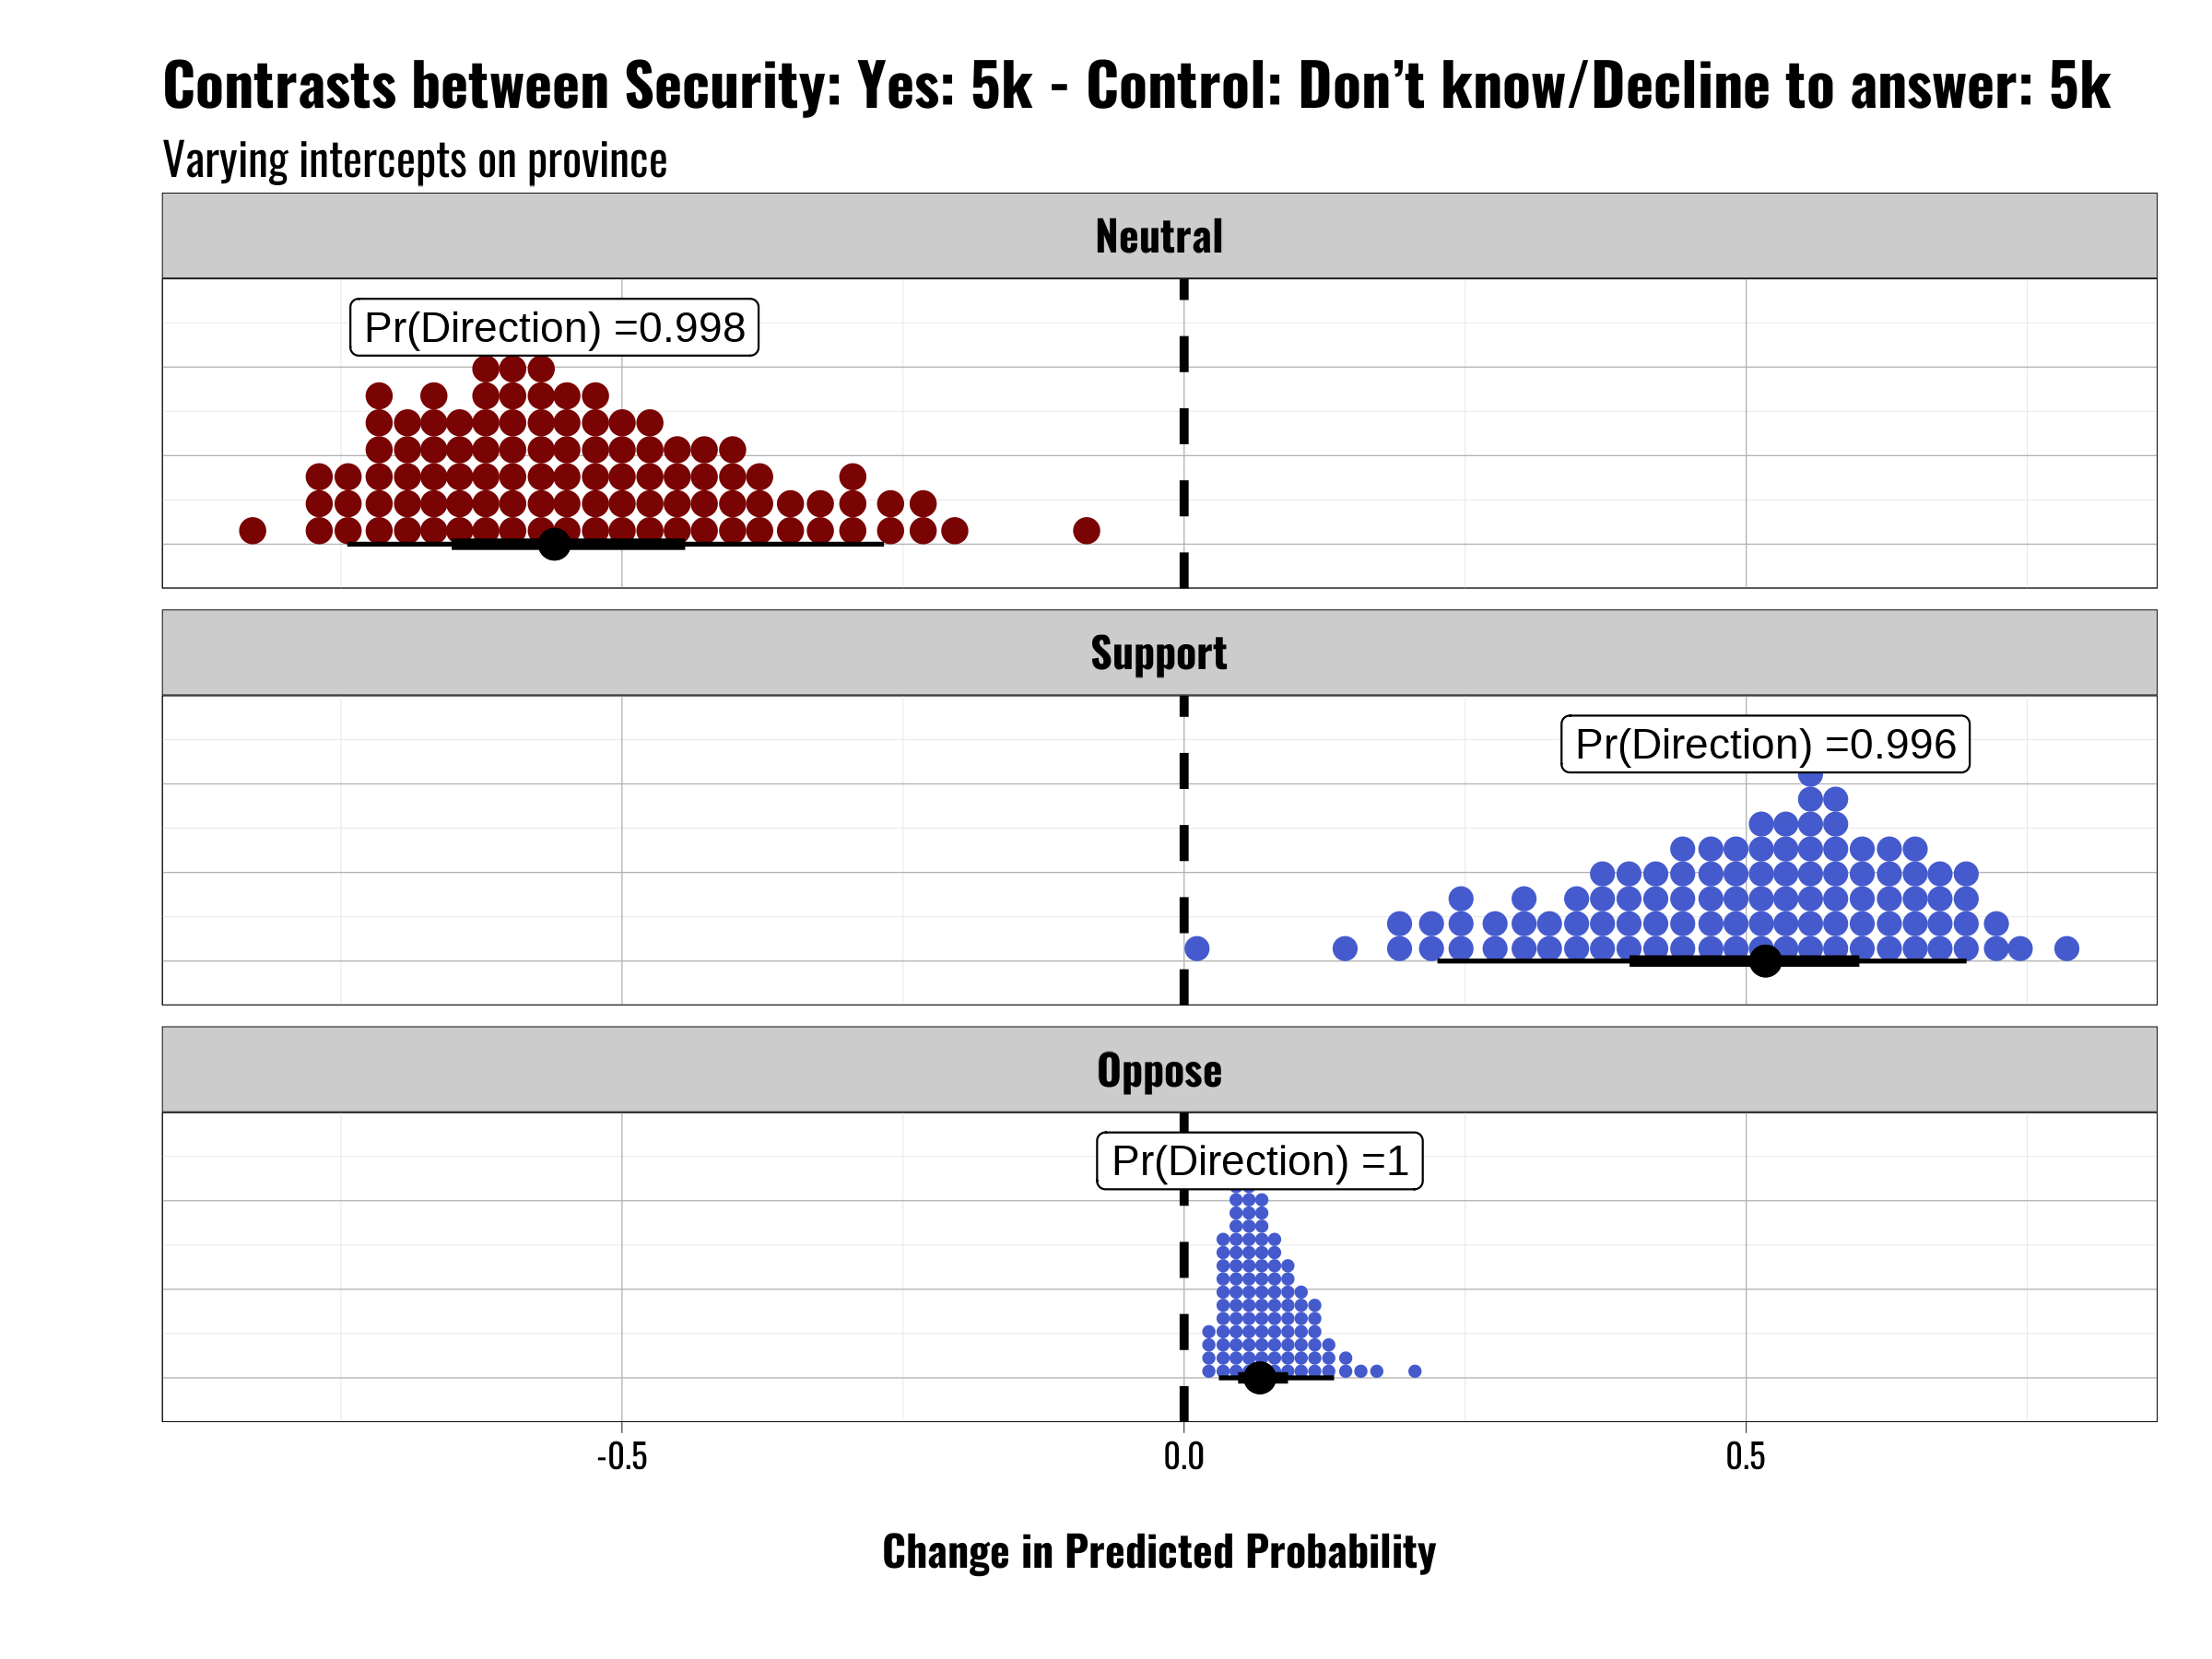 Contrasts between Security: Yes: 5k - Control: Don’t know/Decline to answer: 5k
Varying intercepts on province
Neutral
Pr(Direction) =0.998
Support
Pr(Direction) =0.996
Oppose
Pr(Direction) =1
-0.5 0.0 0.5
Change in Predicted Probability